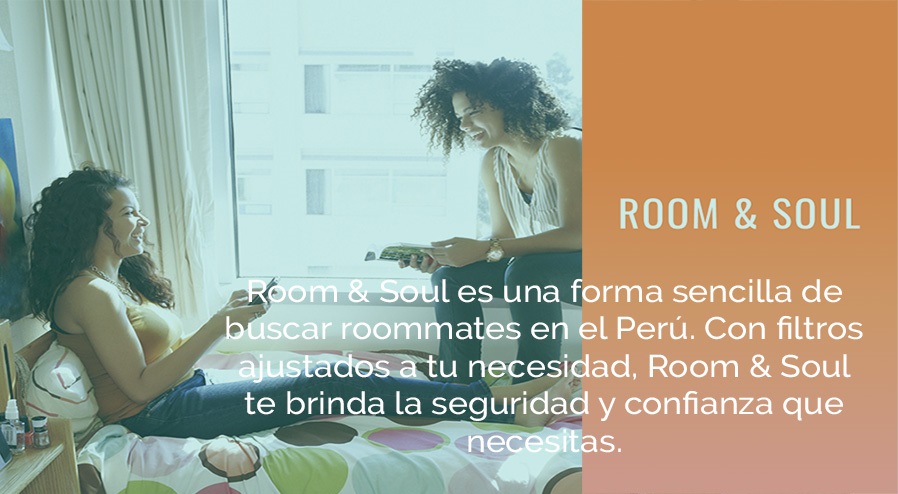 ROOM & SOUL
Room & Soul es una forma sencilla de
buscar roommates en el Perú. Con filtros
ajustados a tu necesidad, Room & Soul
te brinda la seguridad y confianza que
necesitas.